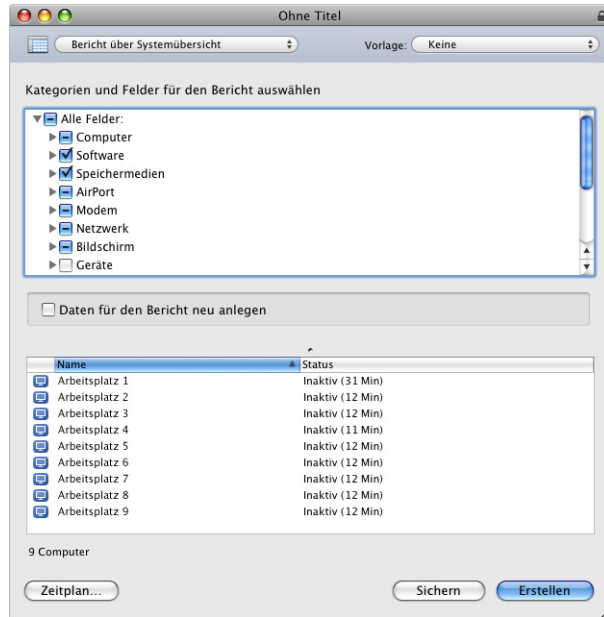 Ohne Titel
Bericht über Systemübersicht Vorlage: Keine
Kategorien und Felder für den Bericht auswählen
Alle Felder:
Computer
Software
Speichermedien
AirPort
Modem
Netzwerk
Bildschirm
Geräte
Daten für den Bericht neu anlegen
Name Status
Arbeitsplatz 1 Inaktiv (31 Min)
Arbeitsplatz 2 Inaktiv (12 Min)
Arbeitsplatz 3 Inaktiv (12 Min)
Arbeitsplatz 4 Inaktiv (11 Min)
Arbeitsplatz 5 Inaktiv (12 Min)
Arbeitsplatz 6 Inaktiv (12 Min)
Arbeitsplatz 7 Inaktiv (12 Min)
Arbeitsplatz 8 Inaktiv (12 Min)
Arbeitsplatz 9 Inaktiv (12 Min)
9 Computer
Zeitplan... Sichern Erstellen